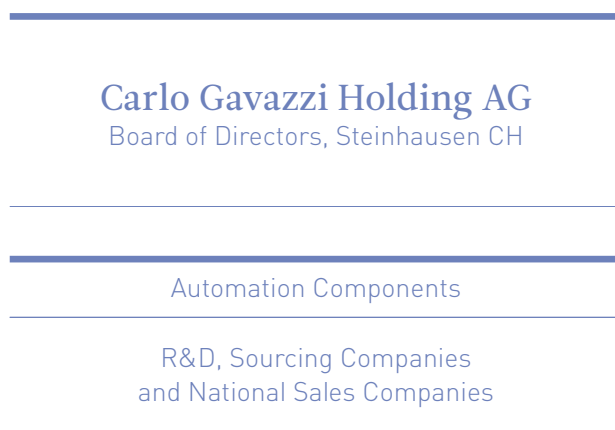 Carlo Gavazzi Holding AG
Board of Directors, Steinhausen CH
Automation Components
R&D, Sourcing Companies
and National Sales Companies